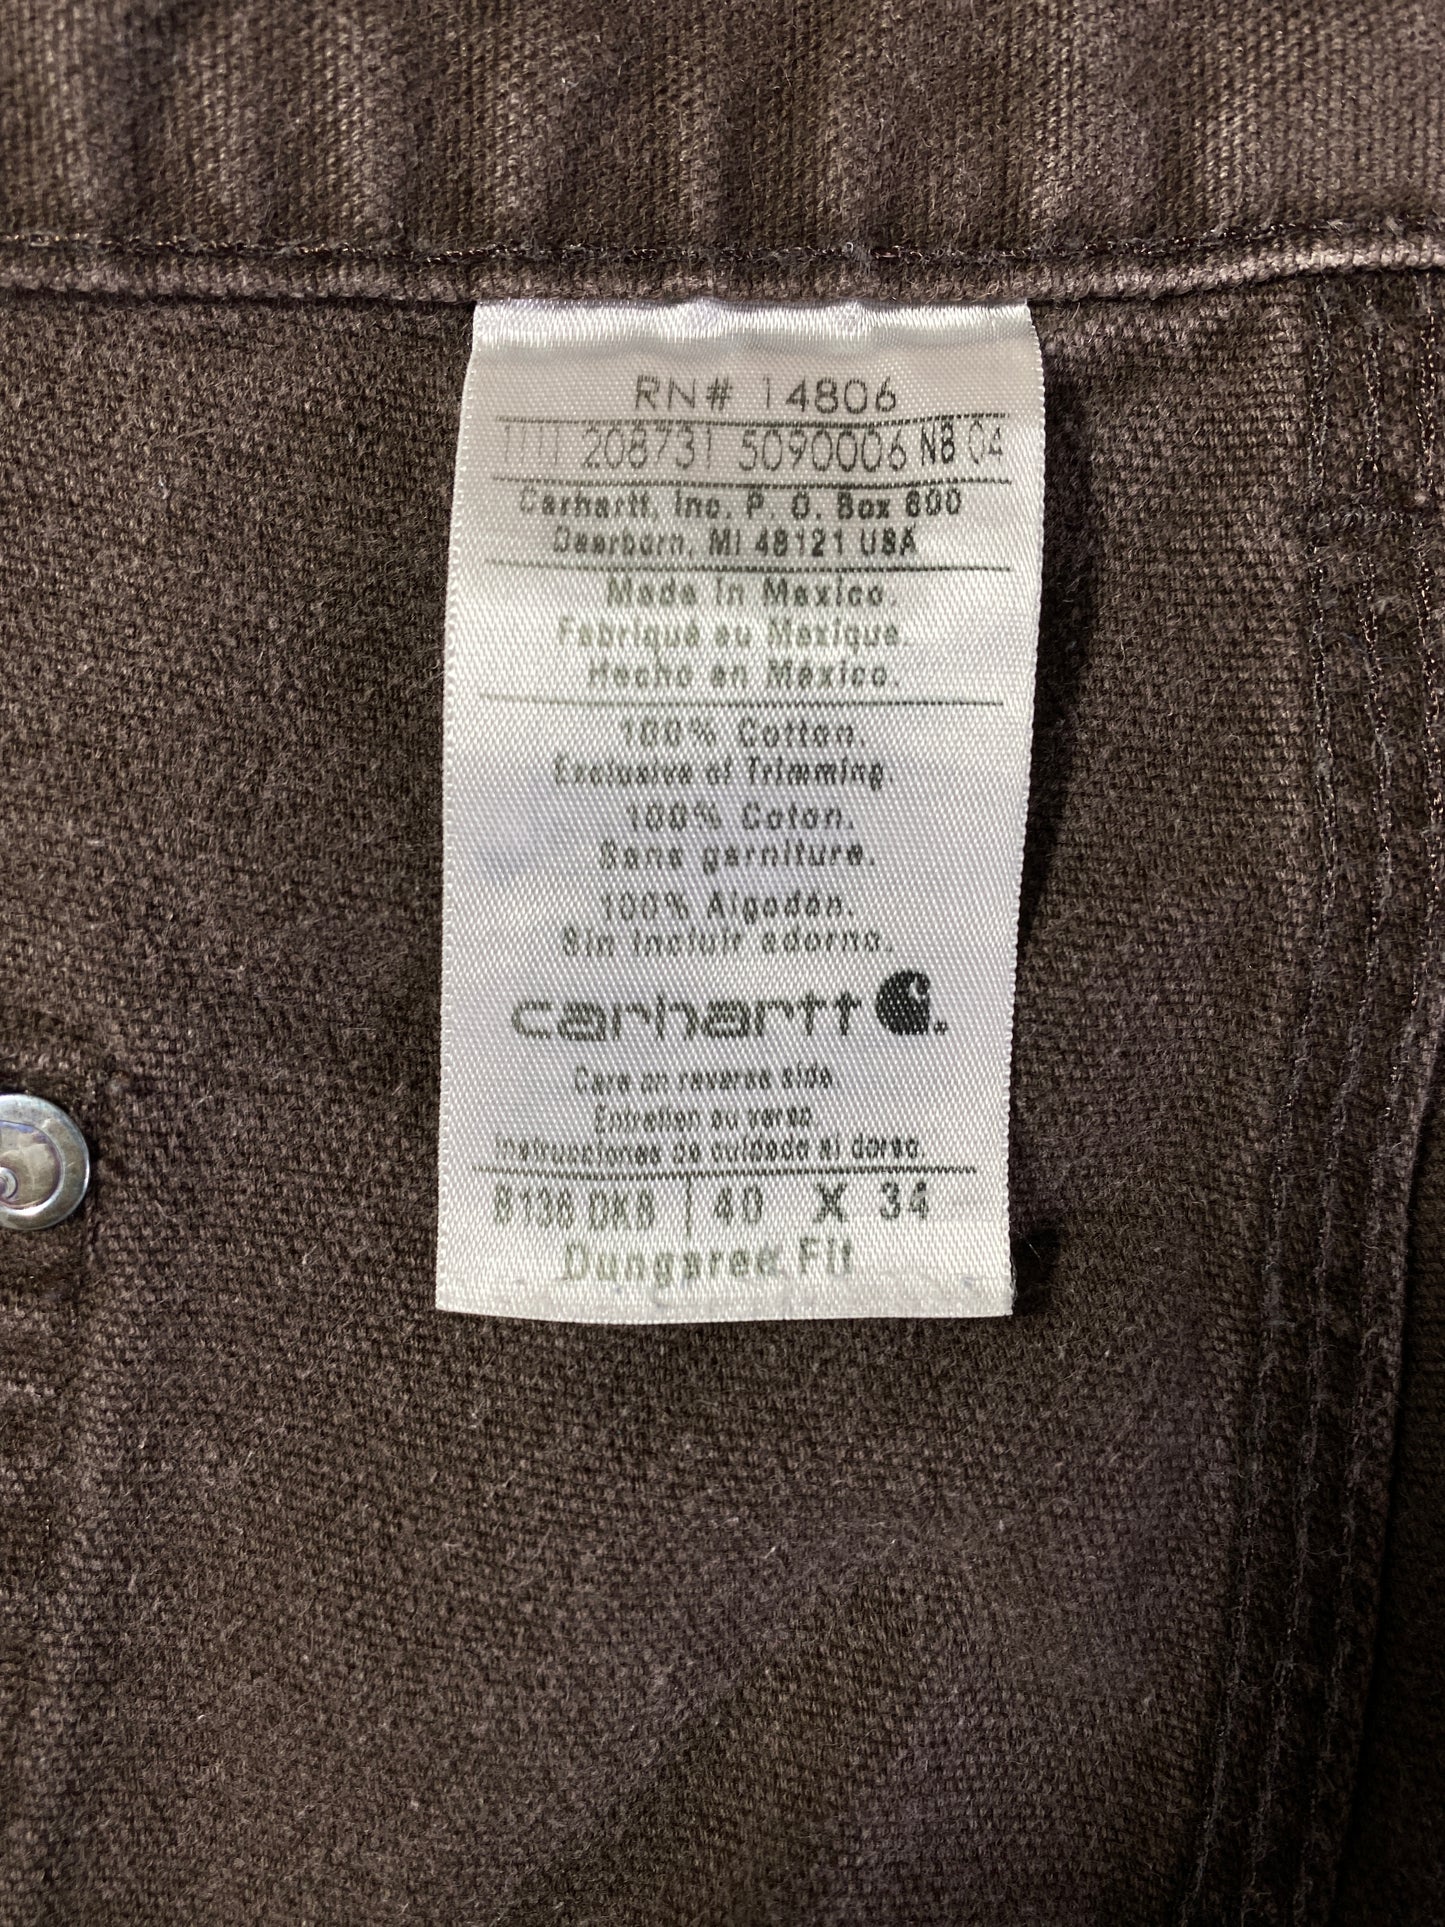 RN# 14806
1111 208731 5090006 N8 04
Carhartt, Inc. P. O. Box 600
Dearborn, MI 48121 USA
Made in Mexico.
Fabriqué au Mexique.
Hecho en México.
100% Cotton.
Exclusive of Trimming.
100% Coton.
Sans garniture.
100% Algodón.
Sin incluir adorno.
carhartt
Care on reverse side
Entretien au verso
Instrucciones de cuidado al dorso.
B136 DKB | 40 X 34
Dungaree Fit